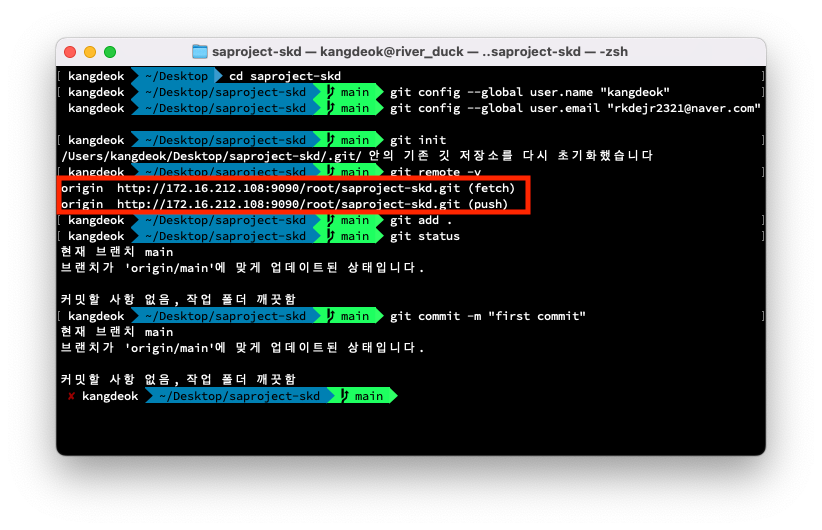 saproject-skd — kangdeok@river_duck — ..saproject-skd — -zsh
[ kangdeok ~/Desktop cd saproject-skd ]
[ kangdeok ~/Desktop/saproject-skd main git config --global user.name "kangdeok" ]
kangdeok ~/Desktop/saproject-skd main git config --global user.email "rkdejr2321@naver.com"
[ kangdeok ~/Desktop/saproject-skd main git init ]
/Users/kangdeok/Desktop/saproject-skd/.git/ 안의 기존 깃 저장소를 다시 초기화했습니다
[ kangdeok ~/Desktop/saproject-skd main git remote -v ]
origin http://172.16.212.108:9090/root/saproject-skd.git (fetch)
origin http://172.16.212.108:9090/root/saproject-skd.git (push)
[ kangdeok ~/Desktop/saproject-skd main git add . ]
[ kangdeok ~/Desktop/saproject-skd main git status ]
현재 브랜치 main
브랜치가 'origin/main'에 맞게 업데이트된 상태입니다.
커밋할 사항 없음, 작업 폴더 깨끗함
[ kangdeok ~/Desktop/saproject-skd main git commit -m "first commit" ]
현재 브랜치 main
브랜치가 'origin/main'에 맞게 업데이트된 상태입니다.
커밋할 사항 없음, 작업 폴더 깨끗함
✘ kangdeok ~/Desktop/saproject-skd main